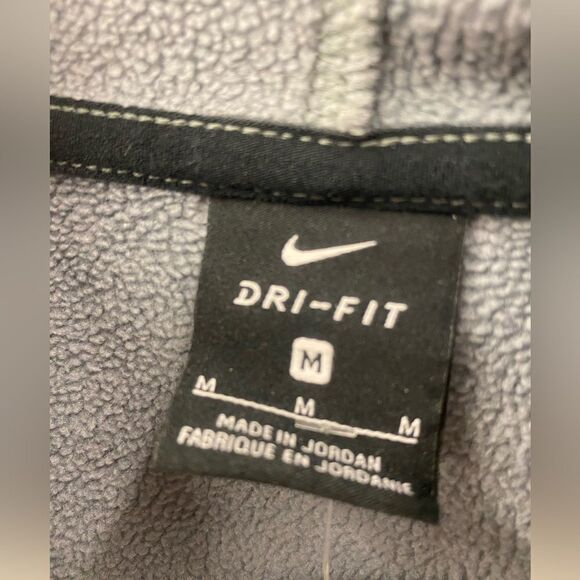 DRI-FIT
M
M M M
MADE IN JORDAN
FABRIQUE EN JORDANIE